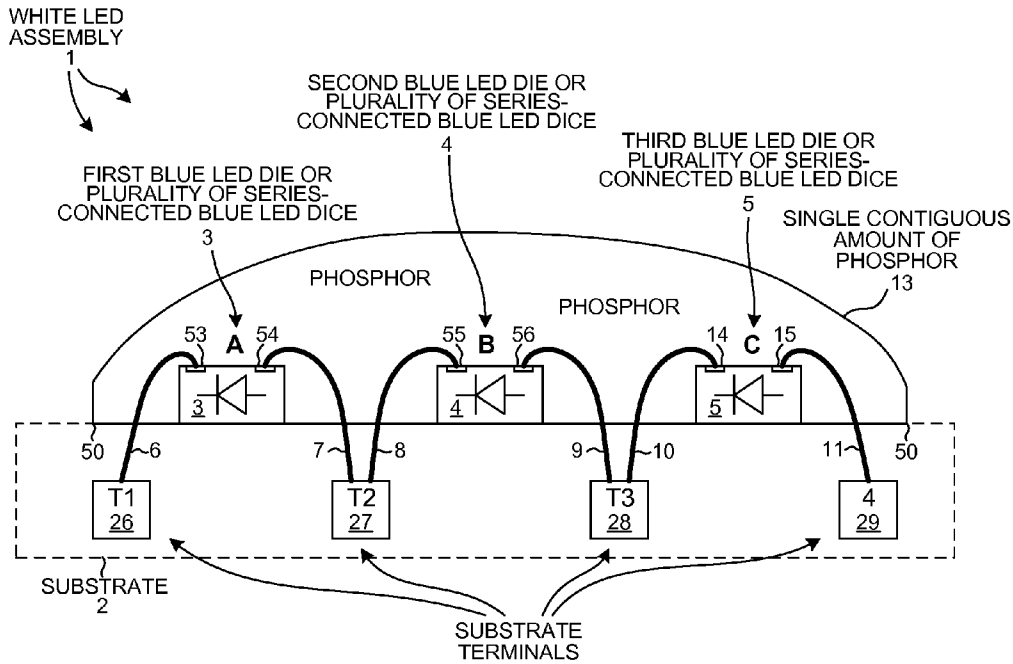 WHITE LED
ASSEMBLY
1
SECOND BLUE LED DIE OR
PLURALITY OF SERIES-
CONNECTED BLUE LED DICE
4
THIRD BLUE LED DIE OR
PLURALITY OF SERIES-
CONNECTED BLUE LED DICE
5
FIRST BLUE LED DIE OR
PLURALITY OF SERIES-
CONNECTED BLUE LED DICE
3
SINGLE CONTIGUOUS
AMOUNT OF
PHOSPHOR
13
PHOSPHOR
PHOSPHOR
53 A 54
55 B 56
14 C 15
3
4
5
50 6 7 8 9 10 11 50
T1
26
T2
27
T3
28
4
29
SUBSTRATE
2
SUBSTRATE
TERMINALS